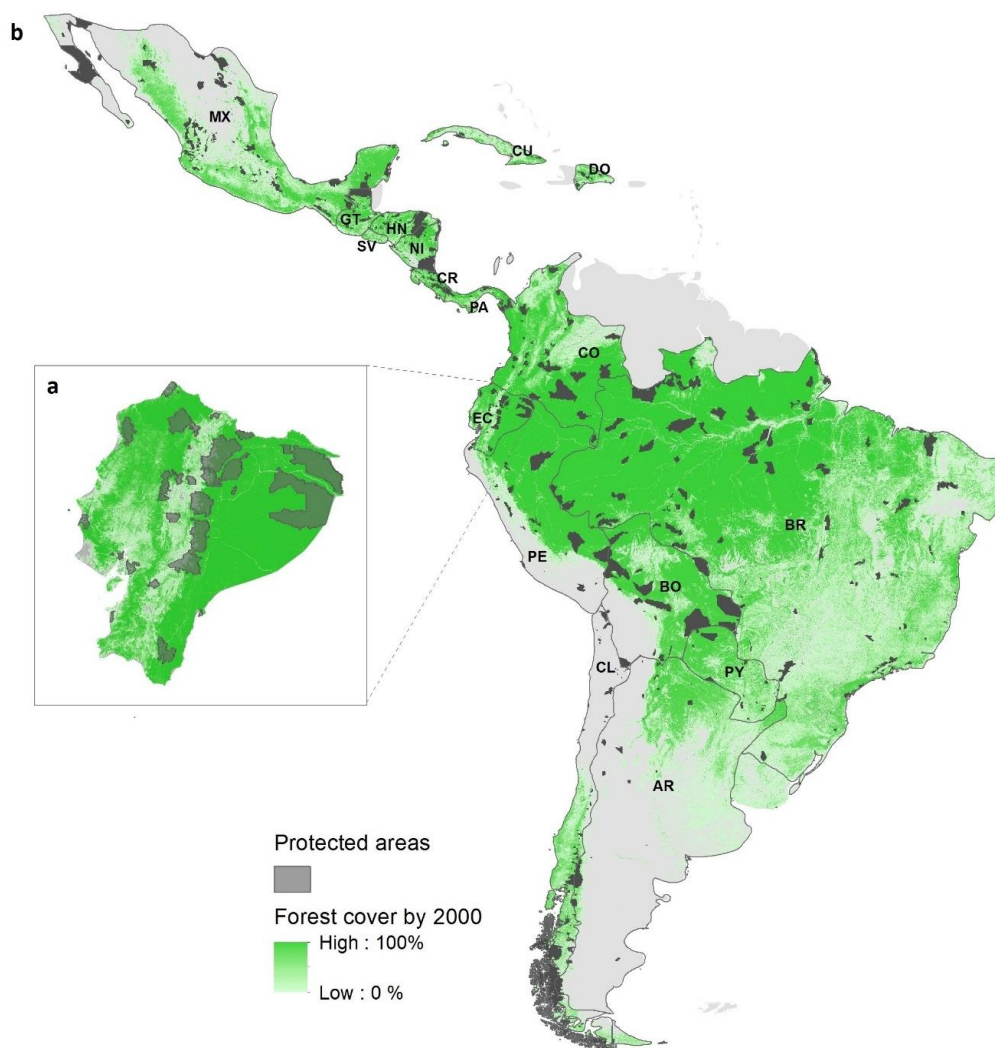 b
MX
CU
DO
GT
HN
SV
NI
CR
PA
CO
EC
a
BR
PE
BO
CL
PY
AR
Protected areas
Forest cover by 2000
High : 100%
Low : 0 %